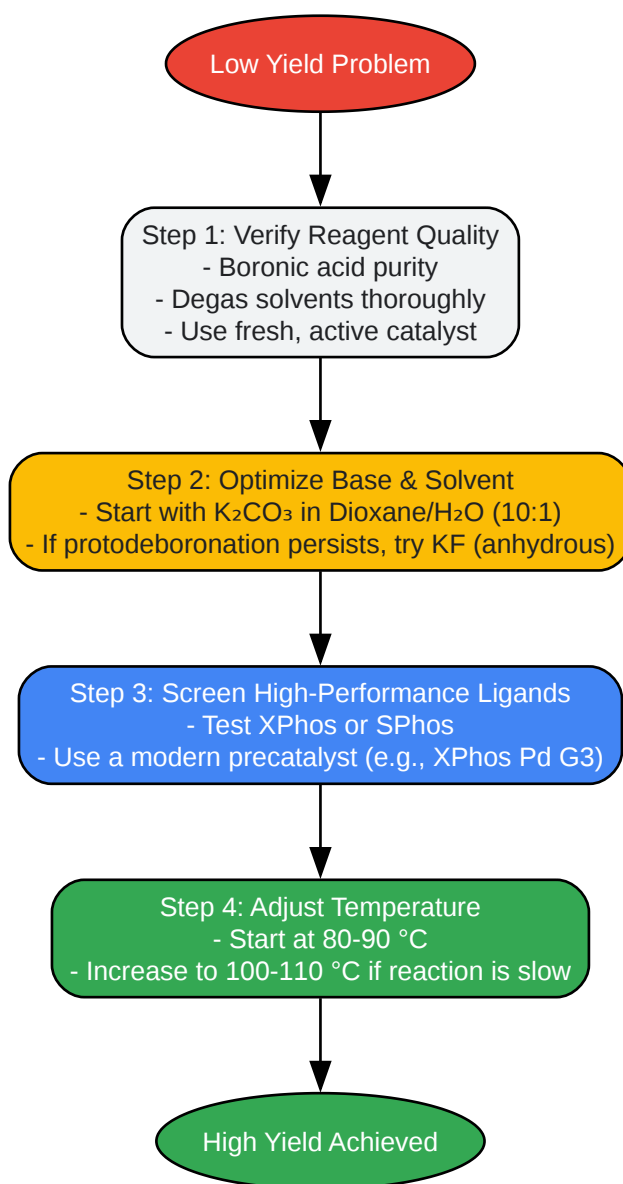 Low Yield Problem
Step 1: Verify Reagent Quality
- Boronic acid purity
- Degas solvents thoroughly
- Use fresh, active catalyst
Step 2: Optimize Base & Solvent
- Start with K₂CO₃ in Dioxane/H₂O (10:1)
- If protodeboronation persists, try KF (anhydrous)
Step 3: Screen High-Performance Ligands
- Test XPhos or SPhos
- Use a modern precatalyst (e.g., XPhos Pd G3)
Step 4: Adjust Temperature
- Start at 80-90 °C
- Increase to 100-110 °C if reaction is slow
High Yield Achieved